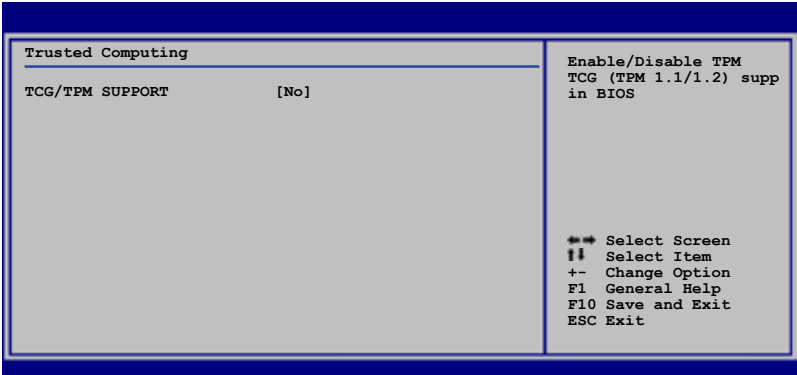 Trusted Computing
TCG/TPM SUPPORT [No]
Enable/Disable TPM
TCG (TPM 1.1/1.2) supp
in BIOS
←→ Select Screen
↑↓ Select Item
+- Change Option
F1 General Help
F10 Save and Exit
ESC Exit